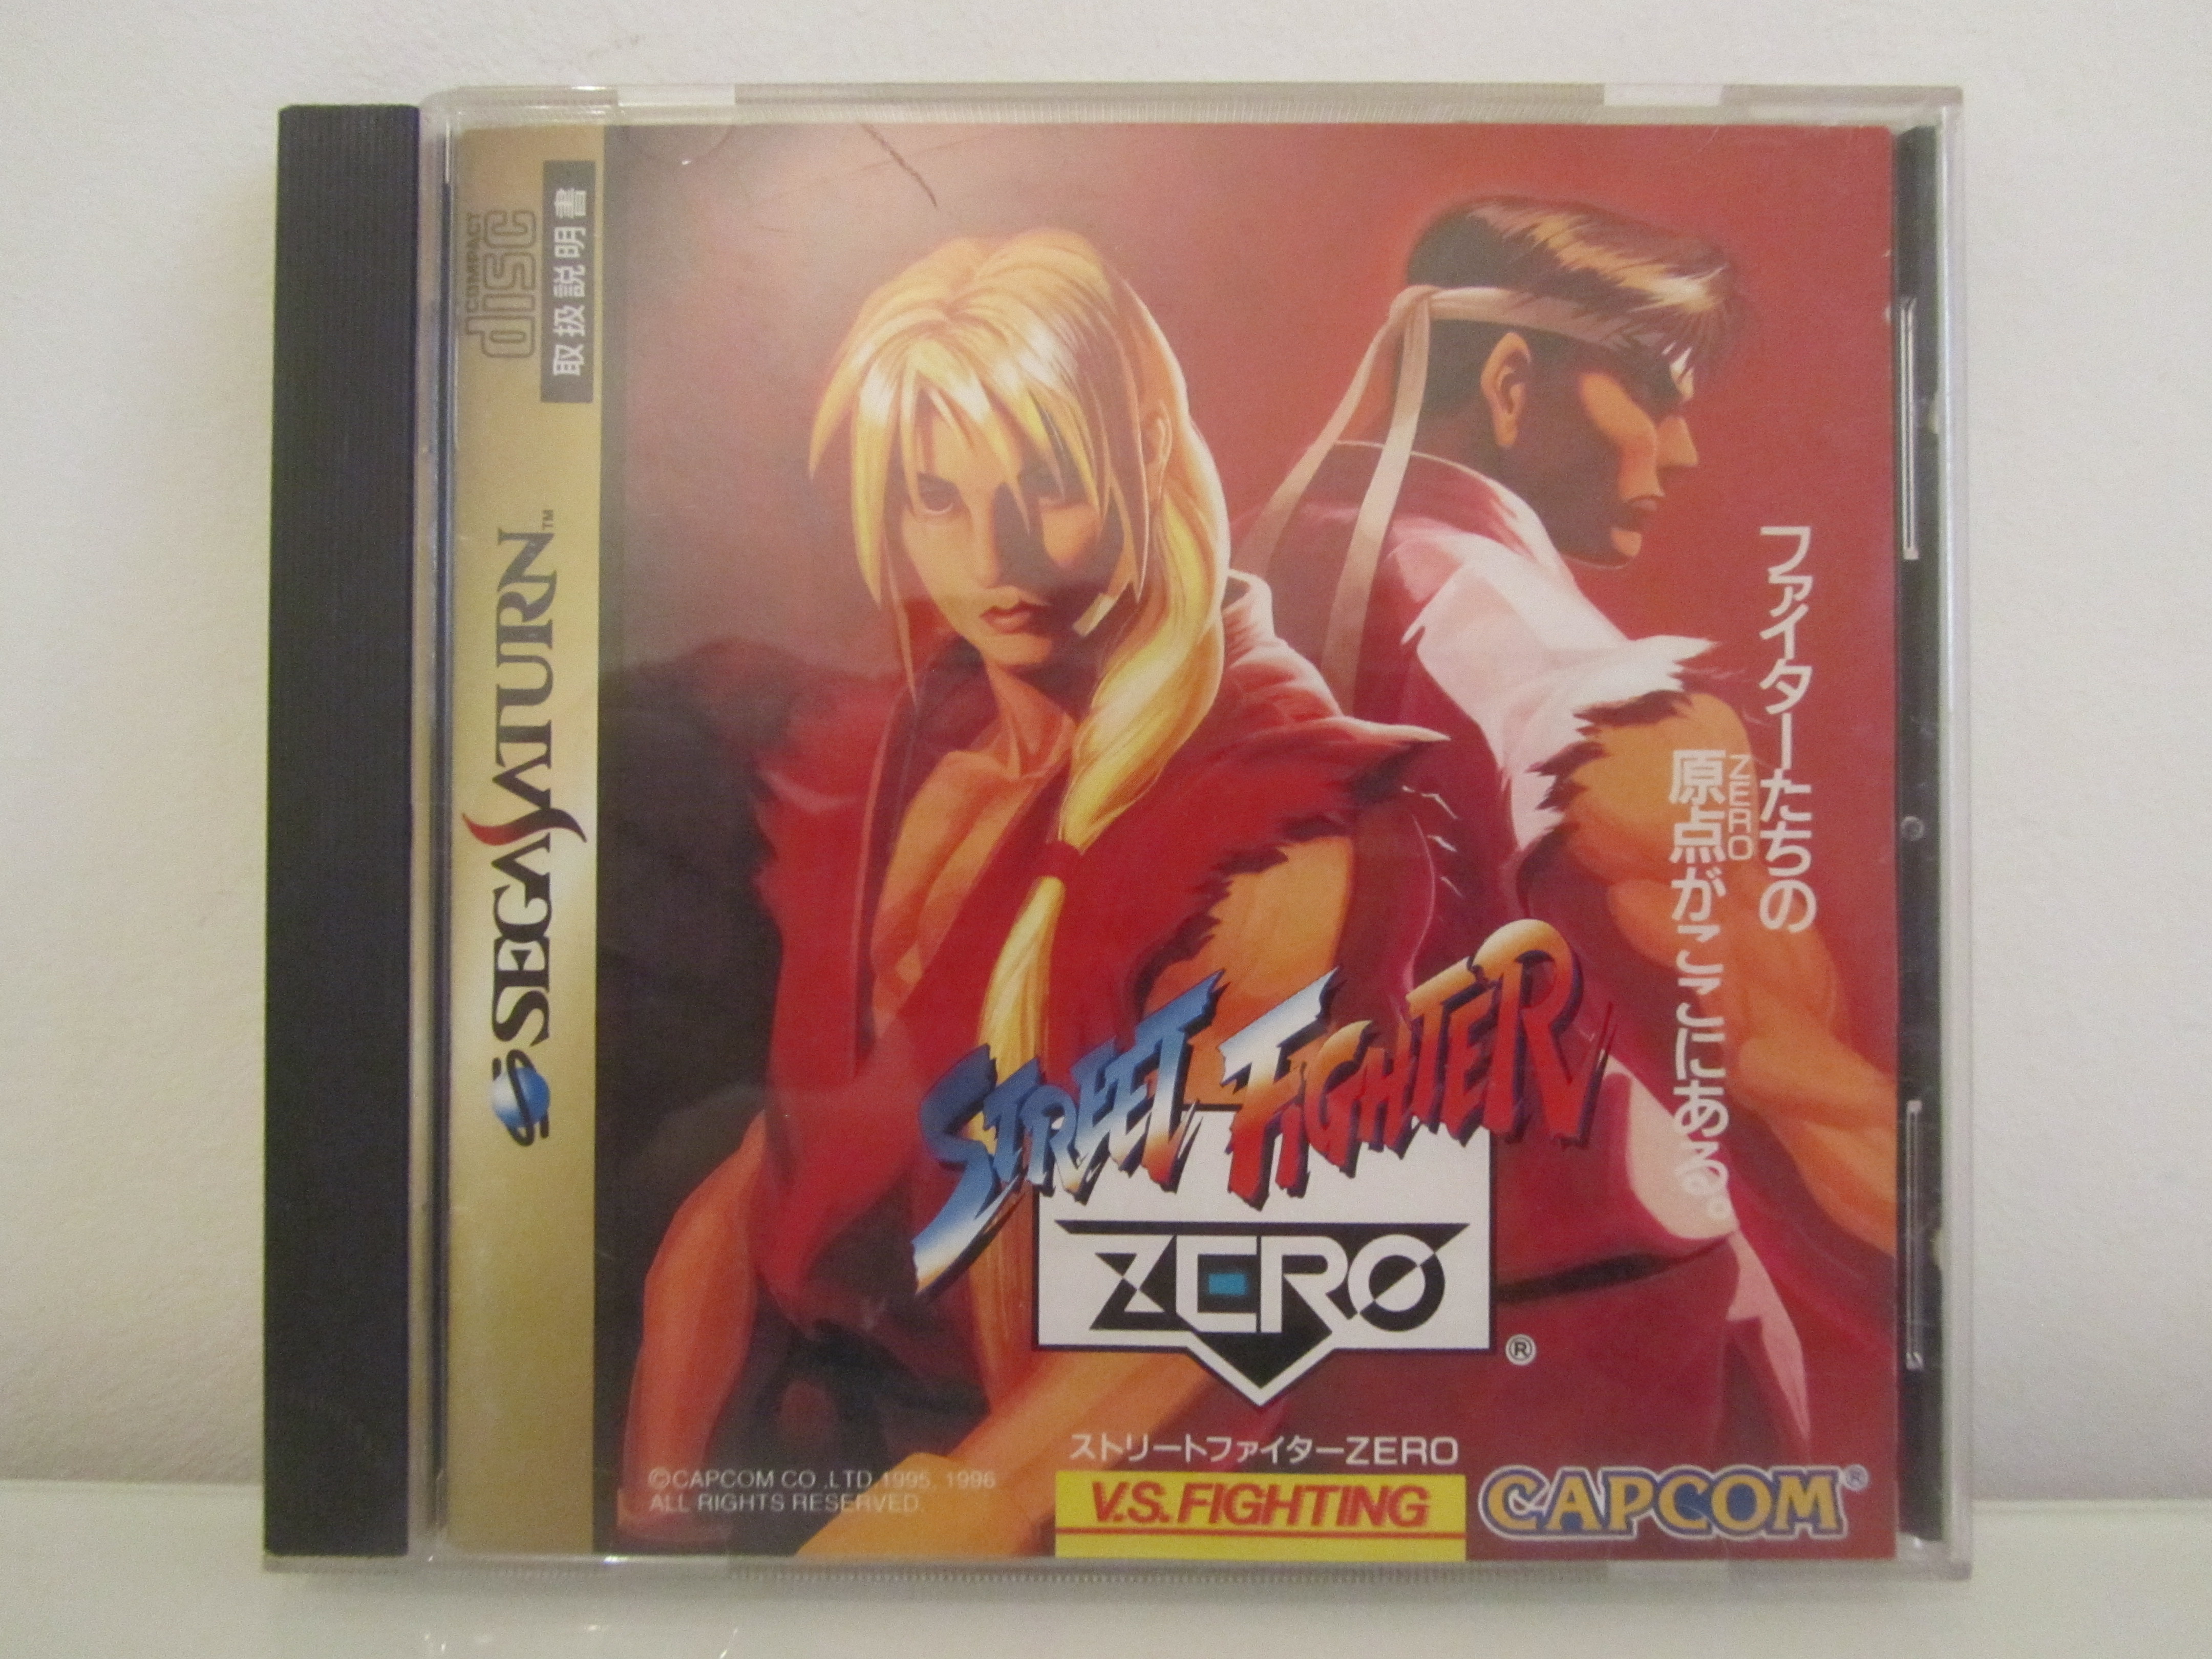 COMPACT
disc
取扱説明書
SEGA SATURN™
ファイターたちの
ZERO
原点がここにある。
STREET FIGHTER
ZERO
®
ストリートファイターZERO
V.S. FIGHTING
CAPCOM®
©CAPCOM CO .,LTD 1995, 1996
ALL RIGHTS RESERVED.